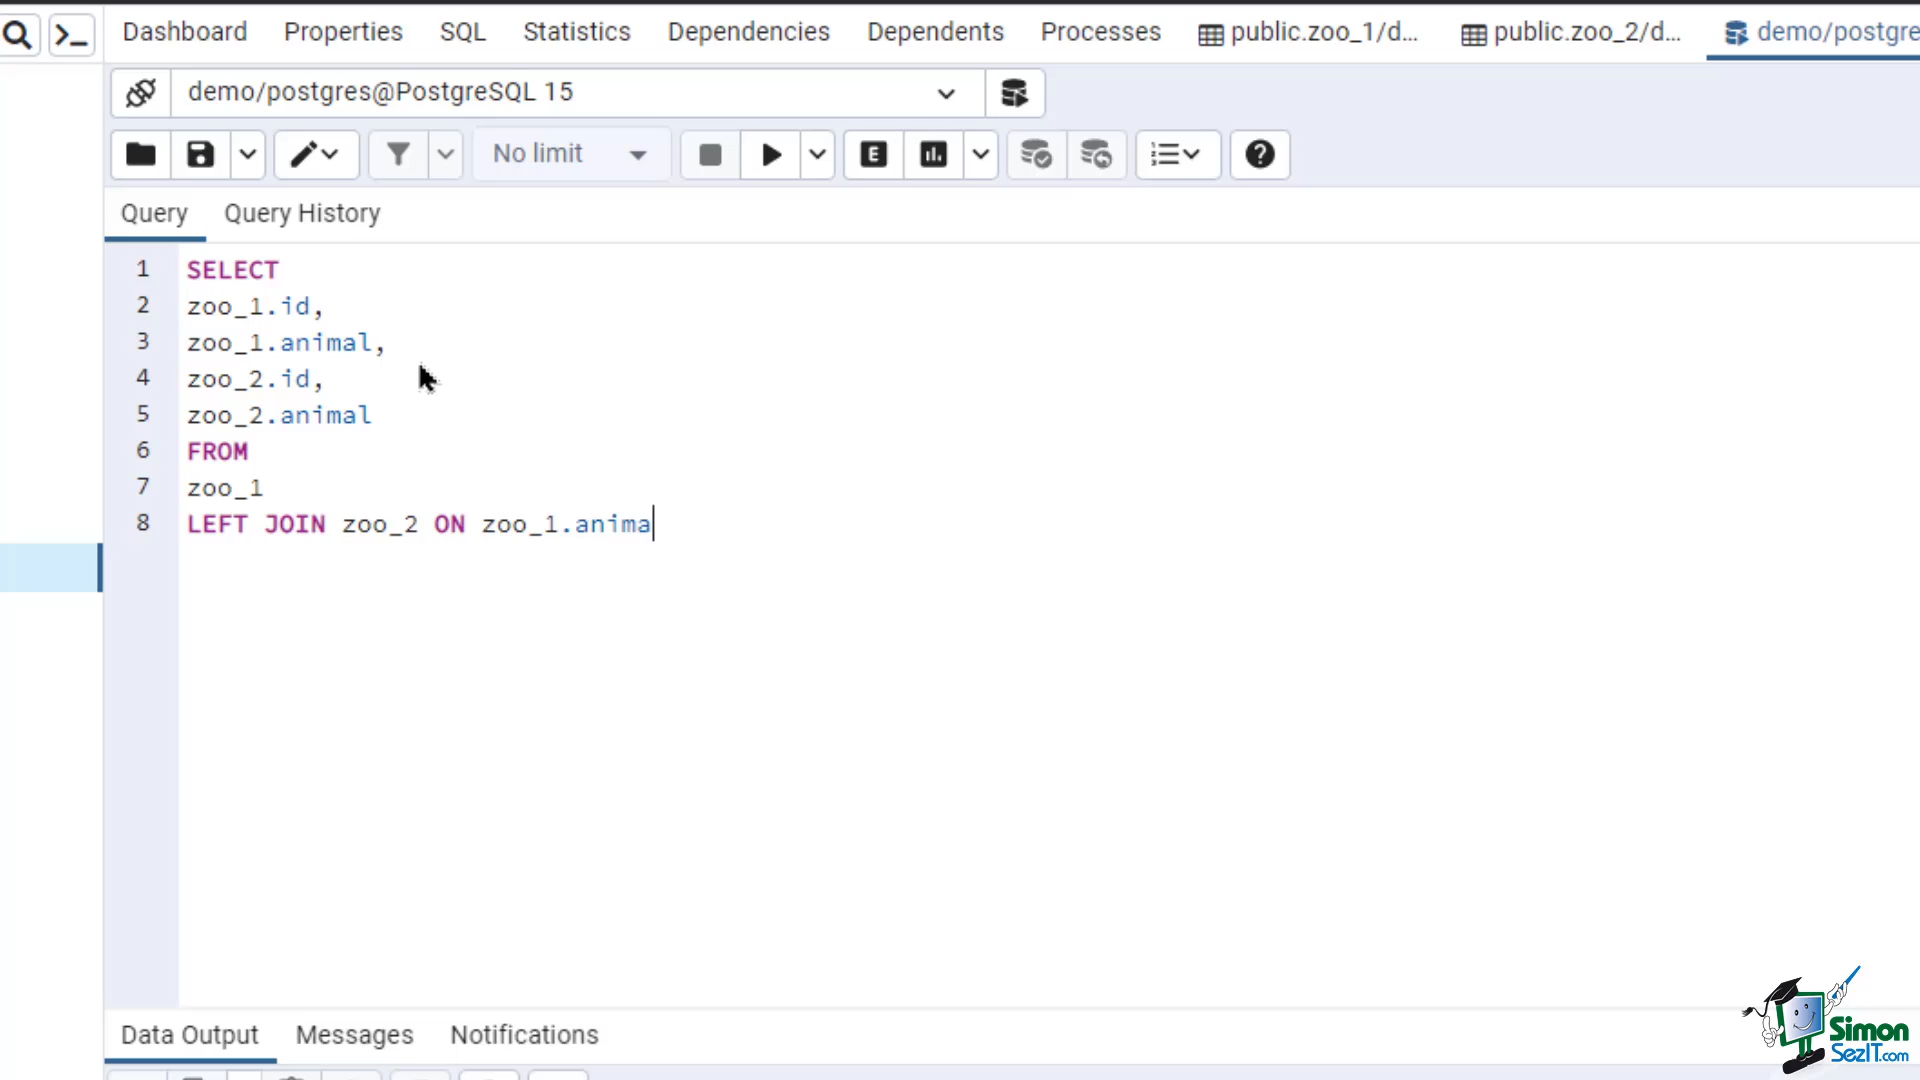 Dashboard Properties SQL Statistics Dependencies Dependents Processes public.zoo_1/d... public.zoo_2/d... demo/postgre
demo/postgres@PostgreSQL 15
No limit E
Query Query History
1 SELECT
2 zoo_1.id,
3 zoo_1.animal,
4 zoo_2.id,
5 zoo_2.animal
6 FROM
7 zoo_1
8 LEFT JOIN zoo_2 ON zoo_1.anima
Data Output Messages Notifications
Simon
SezIT.com